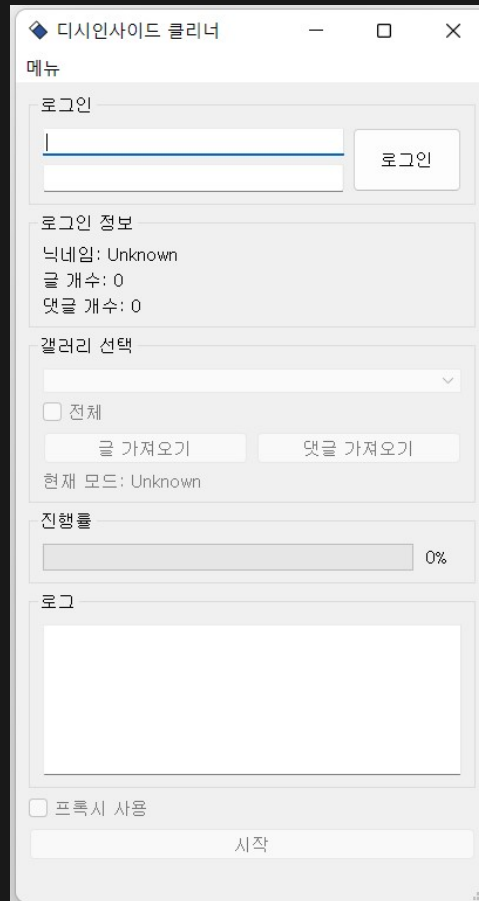 디시인사이드 클리너
메뉴
로그인
로그인
로그인 정보
닉네임: Unknown
글 개수: 0
댓글 개수: 0
갤러리 선택
전체
글 가져오기 댓글 가져오기
현재 모드: Unknown
진행률
0%
로그
프록시 사용
시작